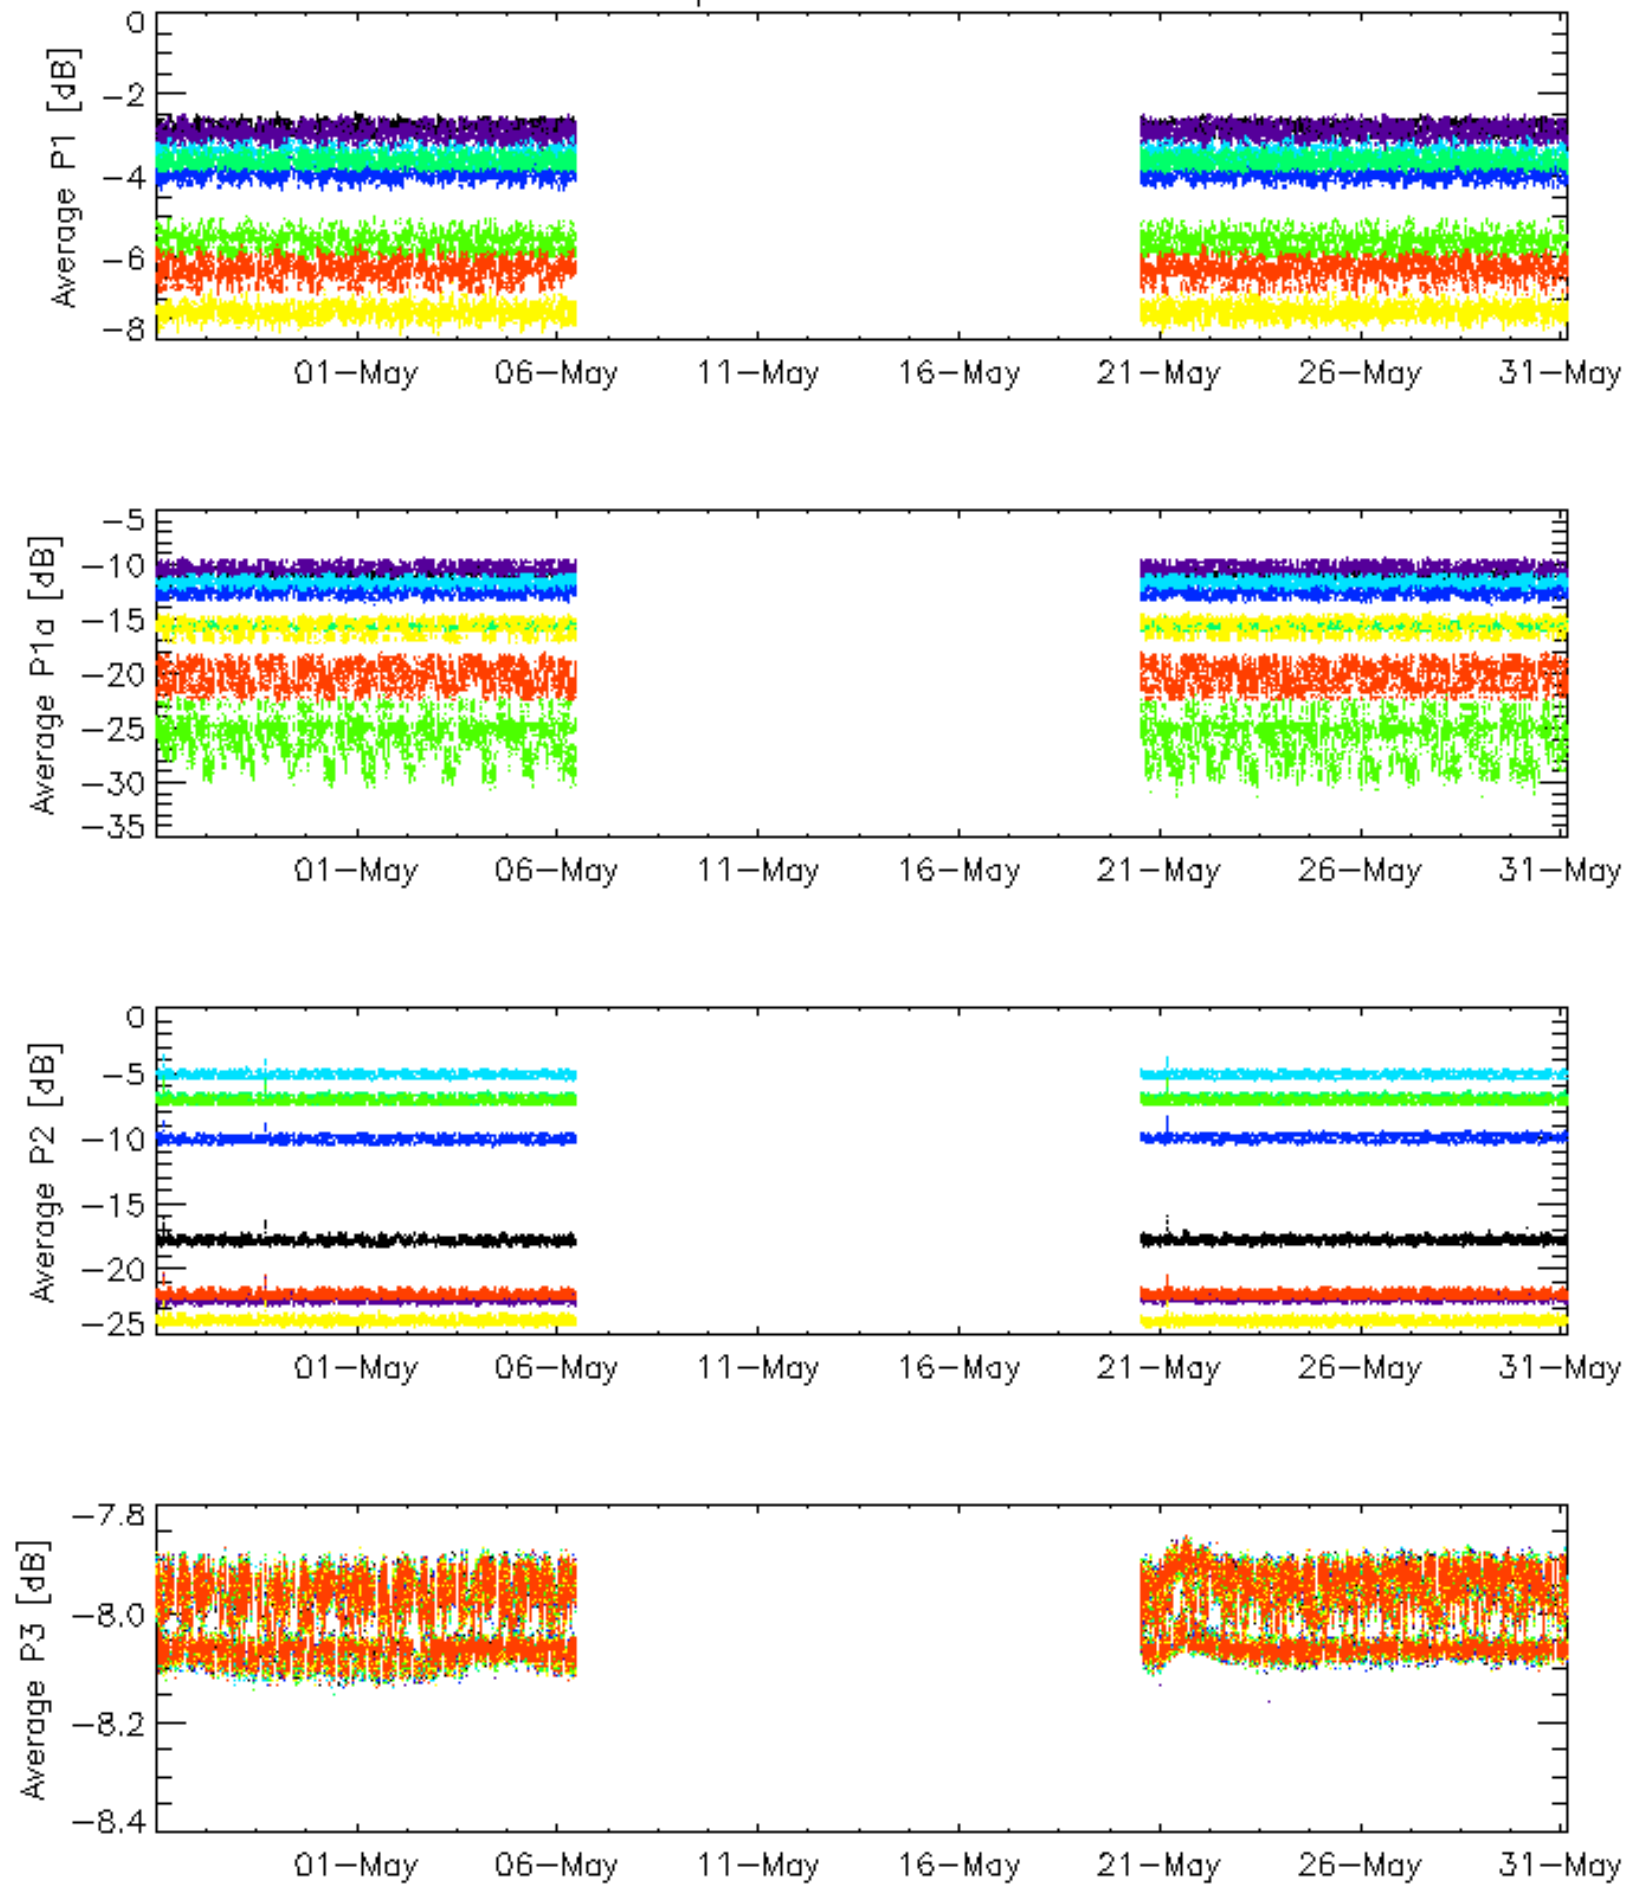 Average P1 [dB]
0
−2
−4
−6
−8
01−May 06−May 11−May 16−May 21−May 26−May 31−May
Average P1a [dB]
−5
−10
−15
−20
−25
−30
−35
01−May 06−May 11−May 16−May 21−May 26−May 31−May
Average P2 [dB]
0
−5
−10
−15
−20
−25
01−May 06−May 11−May 16−May 21−May 26−May 31−May
Average P3 [dB]
−7.8
−8.0
−8.2
−8.4
01−May 06−May 11−May 16−May 21−May 26−May 31−May